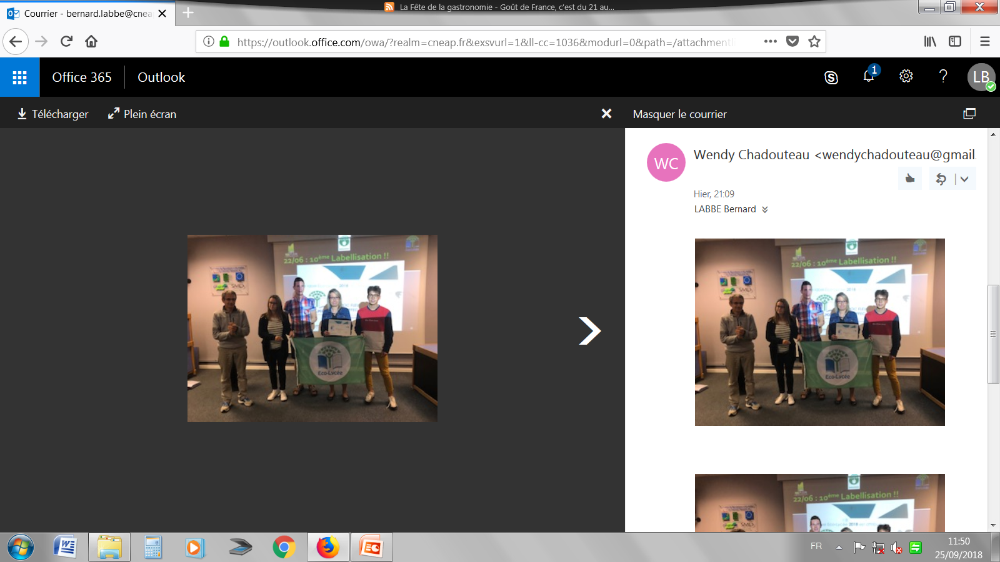 Courrier - bernard.labbe@cnea
La Fête de la gastronomie - Goût de France, c'est du 21 au...
https://outlook.office.com/owa/?realm=cneap.fr&exsvurl=1&ll-cc=1036&modurl=0&path=/attachment
Office 365
Outlook
1
LB
Télécharger
Plein écran
Masquer le courrier
WC
Wendy Chadouteau <wendychadouteau@gmail.
Hier, 21:09
LABBE Bernard
22/06 : 10ème Labellisation !!
Eco-Lycée
22/06 : 10ème Labellisation !!
Eco-Lycée
22/06 : 10ème Labellisation !!
FR
11:50
25/09/2018